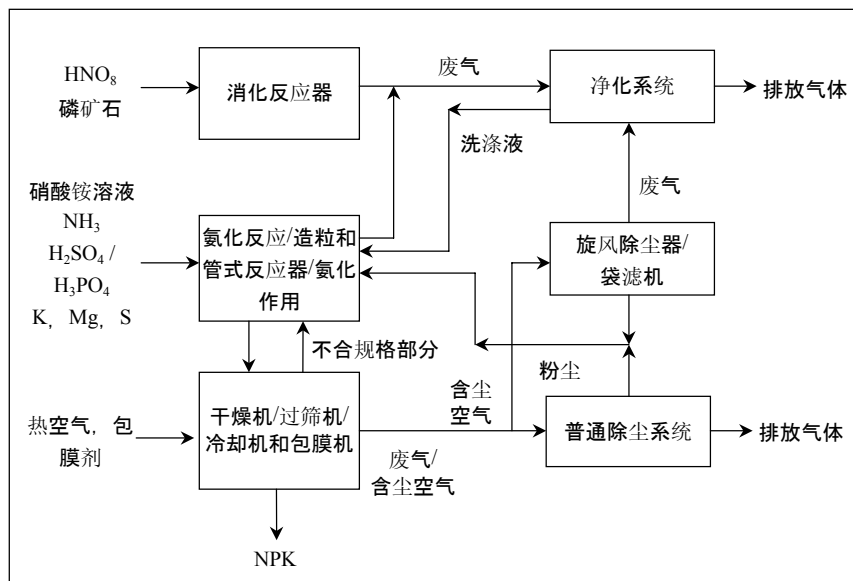 HNO₈
磷矿石
消化反应器
废气
净化系统
排放气体
洗涤液
废气
硝酸铵溶液
NH₃
H₂SO₄ /
H₃PO₄
K，Mg，S
氨化反应/造粒和
管式反应器/氨化
作用
旋风除尘器/
袋滤机
不合规格部分
粉尘
热空气，包
膜剂
干燥机/过筛机/
冷却机和包膜机
含尘
空气
普通除尘系统
排放气体
废气/
含尘空气
NPK